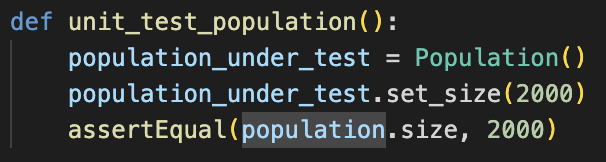 def unit_test_population():
    population_under_test = Population()
    population_under_test.set_size(2000)
    assertEqual(population.size, 2000)